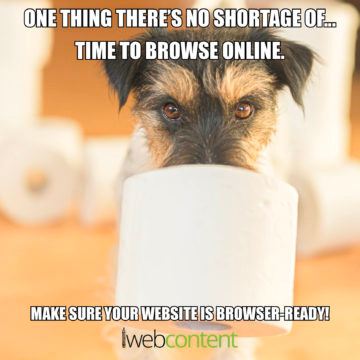 ONE THING THERE'S NO SHORTAGE OF...
TIME TO BROWSE ONLINE.
MAKE SURE YOUR WEBSITE IS BROWSER-READY!
iwebcontent